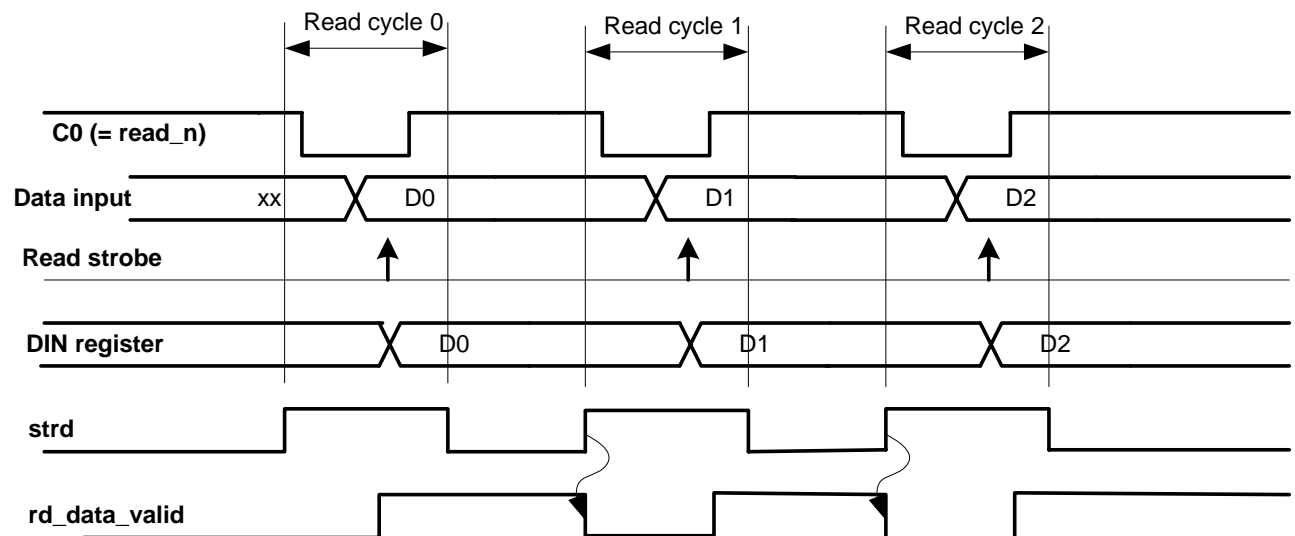 Read cycle 0 Read cycle 1 Read cycle 2
C0 (= read_n)
Data input xx D0 D1 D2
Read strobe
DIN register D0 D1 D2
strd
rd_data_valid